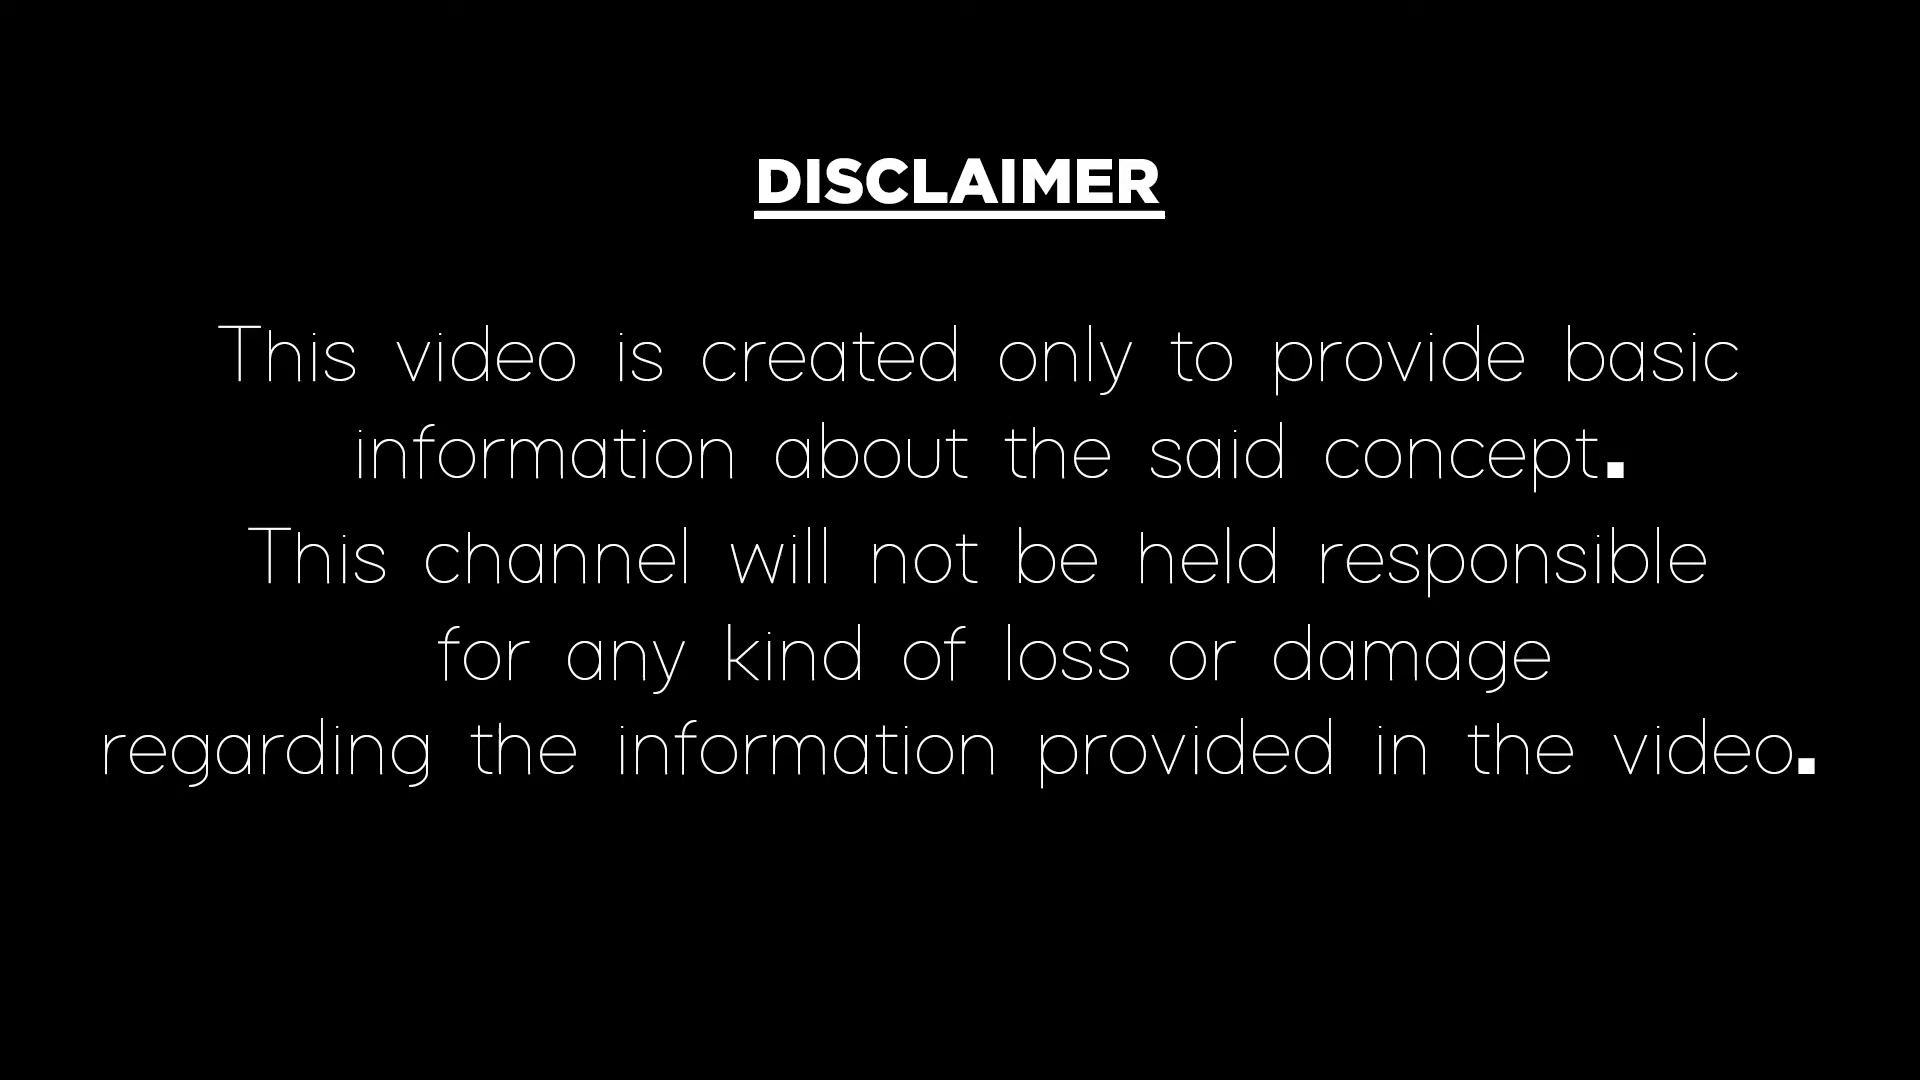 DISCLAIMER
This video is created only to provide basic
information about the said concept.
This channel will not be held responsible
for any kind of loss or damage
regarding the information provided in the video.